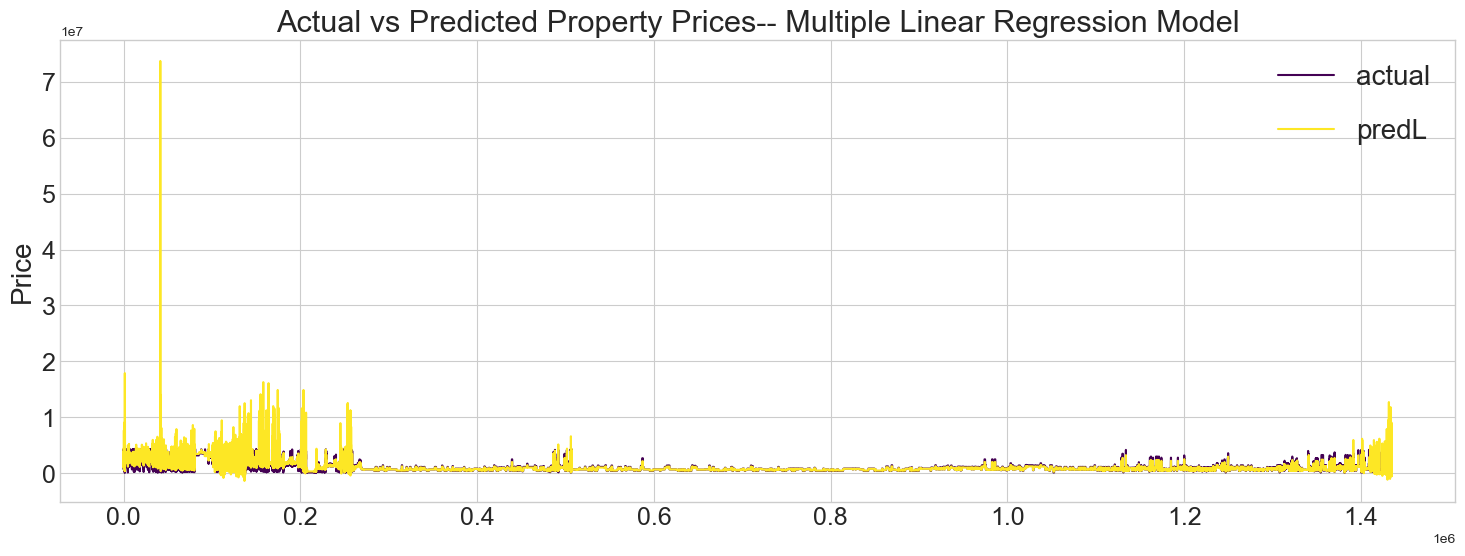 Actual vs Predicted Property Prices-- Multiple Linear Regression Model
1e7
actual
predL
7
6
5
4
3
2
1
0
Price
0.0 0.2 0.4 0.6 0.8 1.0 1.2 1.4
1e6